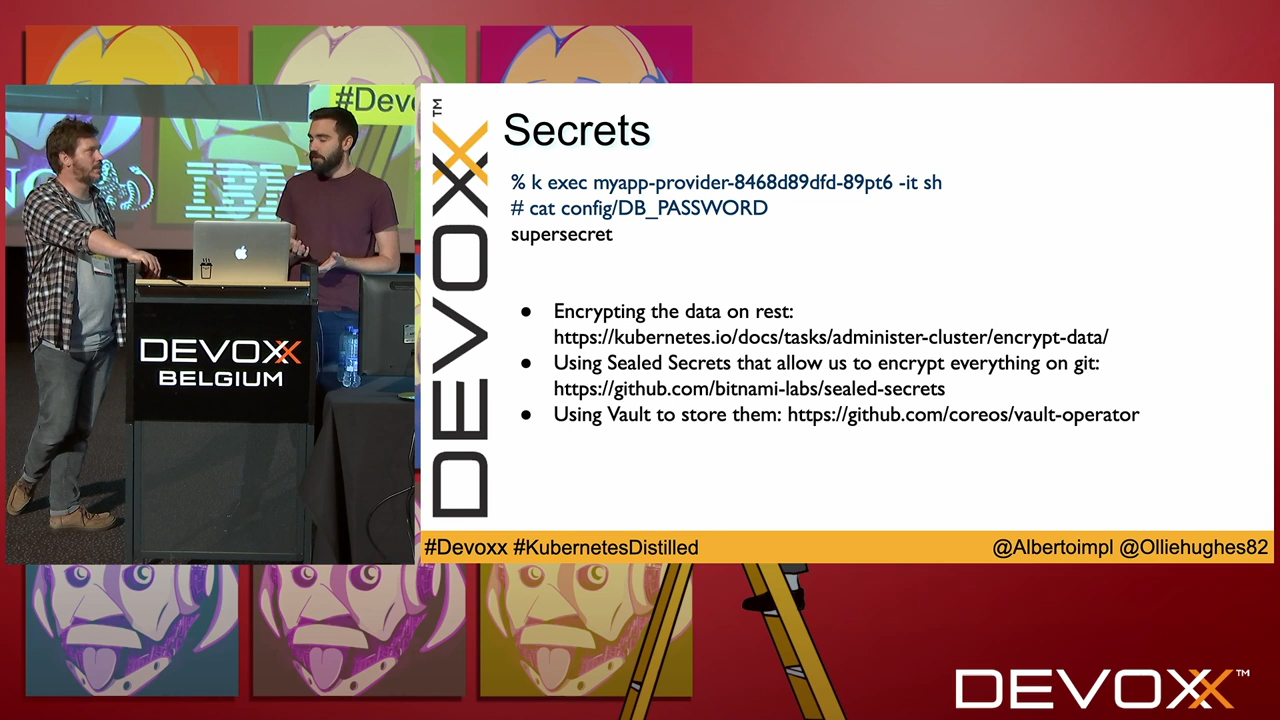 #Devo
IBM
DEVOXX
BELGIUM
DEVOXX™
Secrets
% k exec myapp-provider-8468d89dfd-89pt6 -it sh
# cat config/DB_PASSWORD
supersecret
● Encrypting the data on rest:
https://kubernetes.io/docs/tasks/administer-cluster/encrypt-data/
● Using Sealed Secrets that allow us to encrypt everything on git:
https://github.com/bitnami-labs/sealed-secrets
● Using Vault to store them: https://github.com/coreos/vault-operator
#Devoxx #KubernetesDistilled
@Albertoimpl @Olliehughes82
DEVOXX™